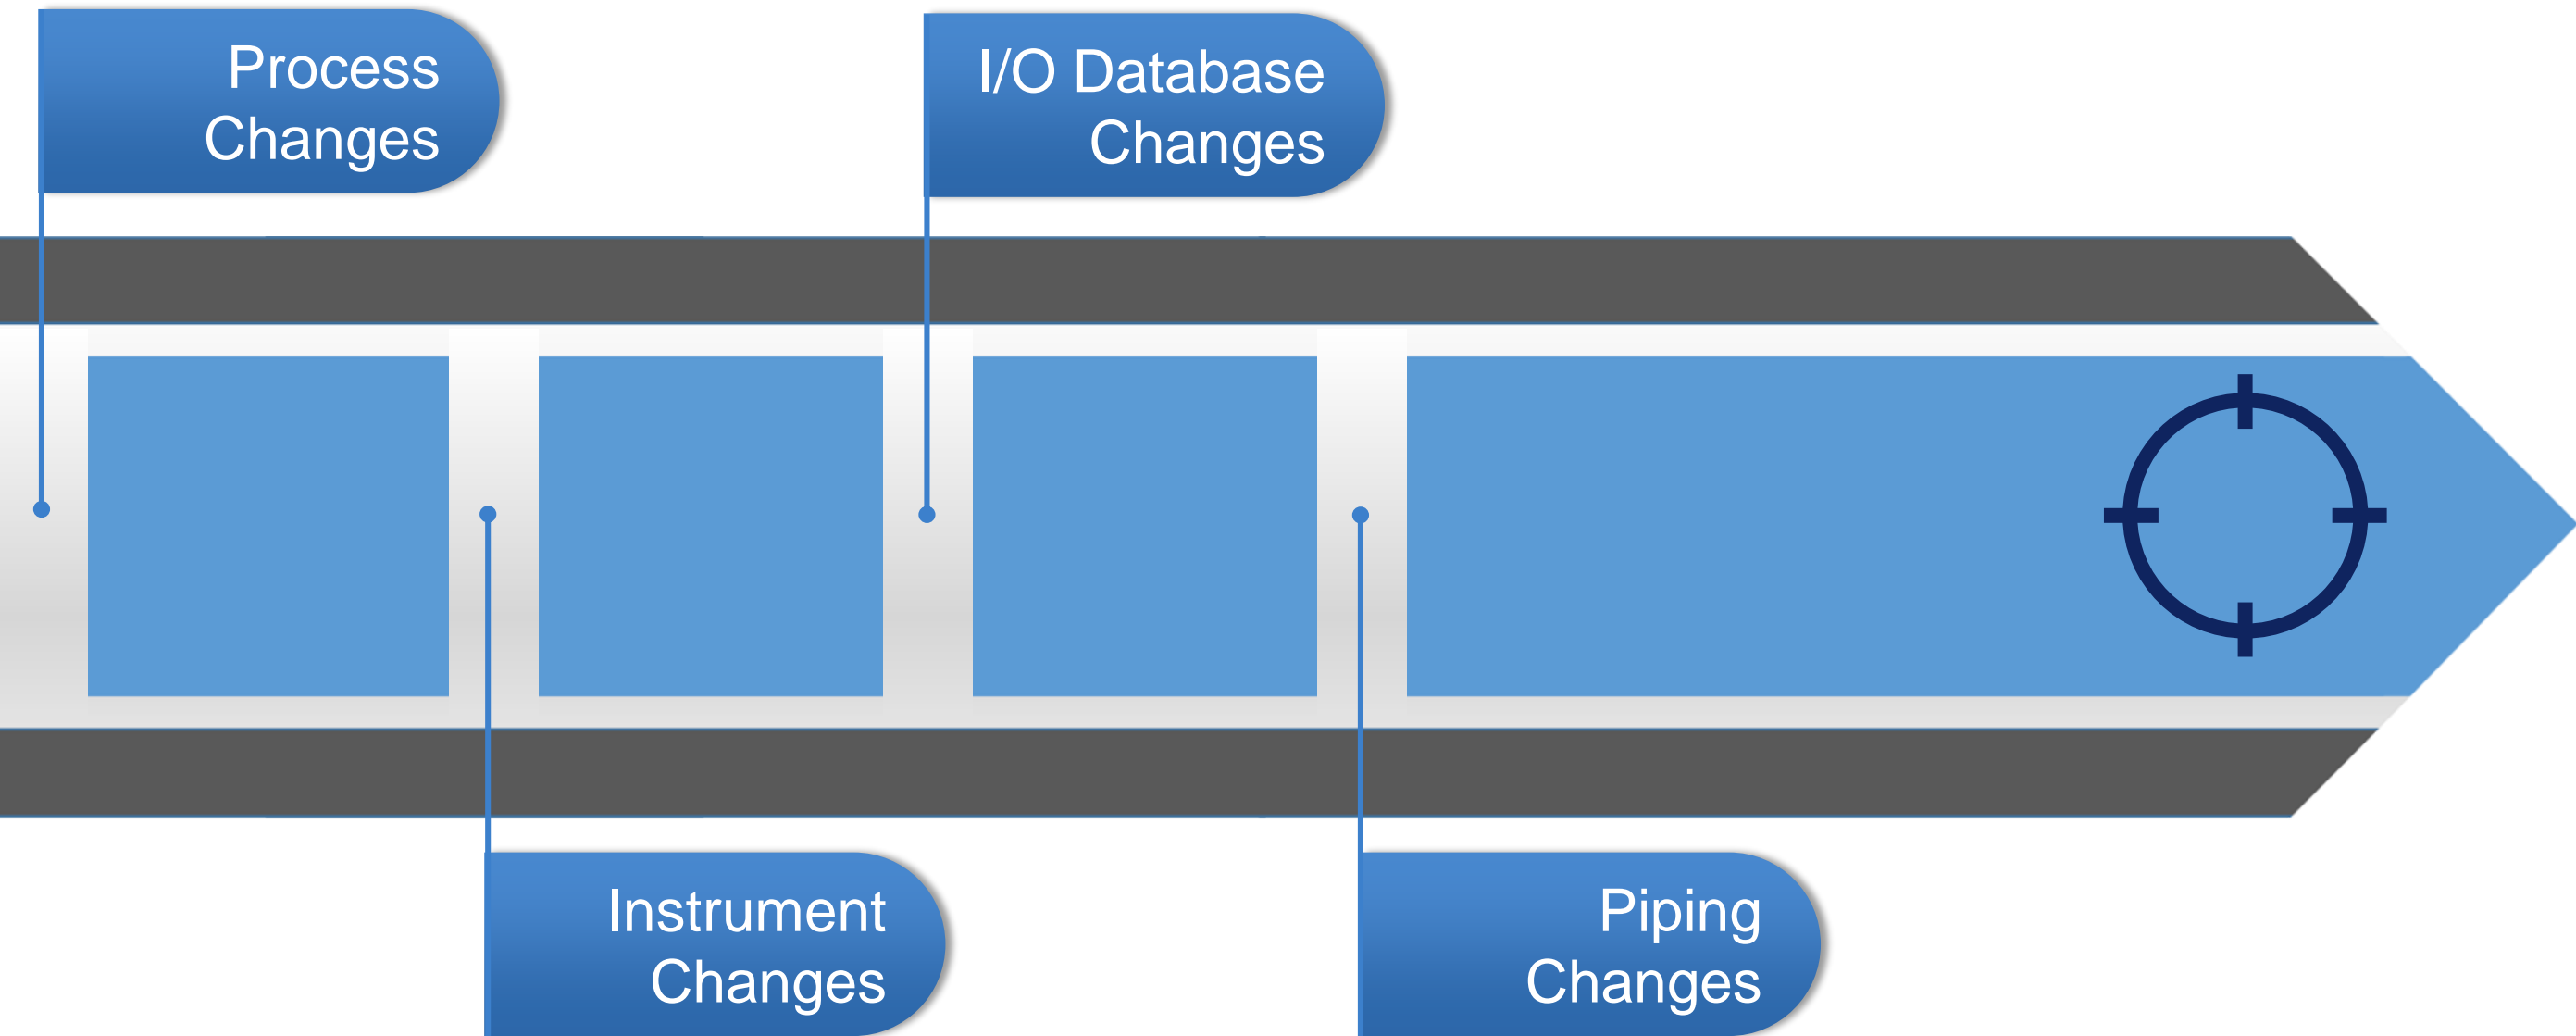 Process
Changes
I/O Database
Changes
Instrument
Changes
Piping
Changes